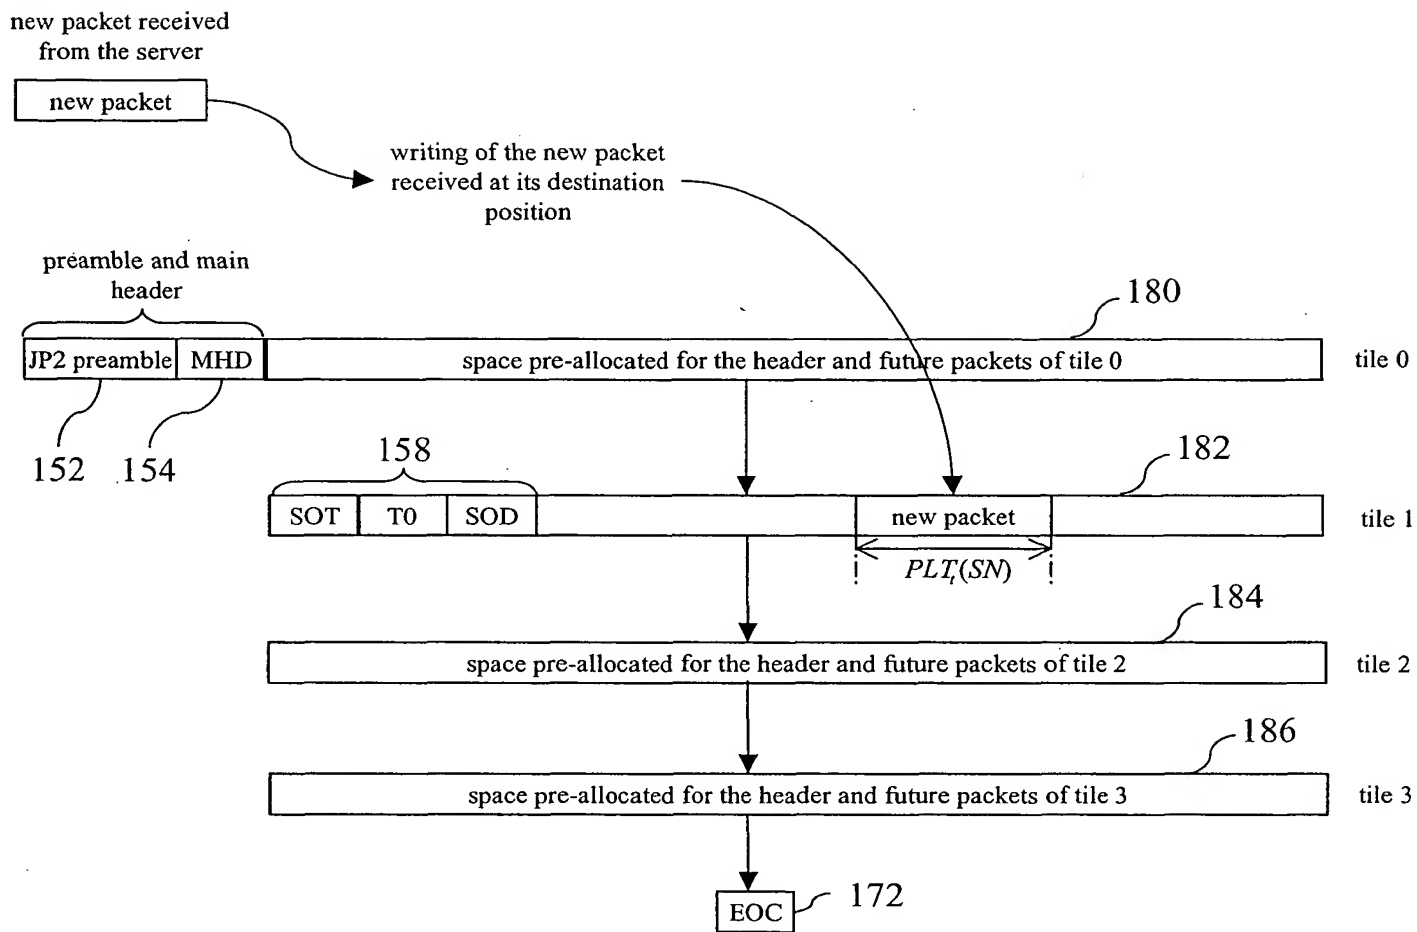 new packet received
from the server
new packet
writing of the new packet
received at its destination
position
preamble and main
header
180
JP2 preamble
MHD
space pre-allocated for the header and future packets of tile 0
tile 0
152
154
158
182
SOT
T0
SOD
new packet
tile 1
PLTₜ(SN)
184
space pre-allocated for the header and future packets of tile 2
tile 2
186
space pre-allocated for the header and future packets of tile 3
tile 3
EOC
172